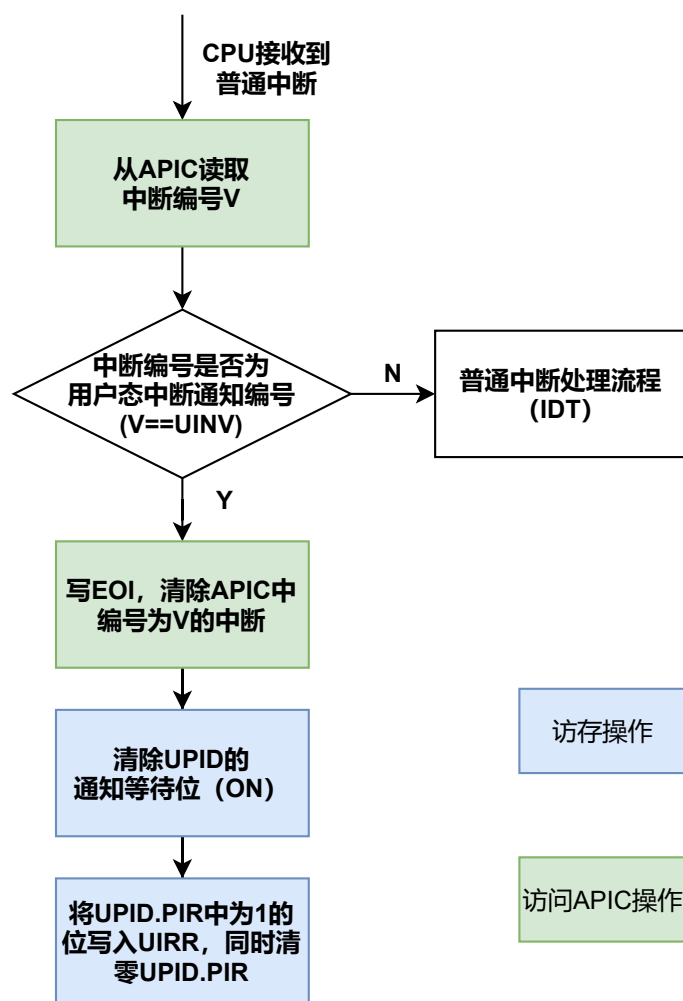 CPU接收到
普通中断
从APIC读取
中断编号V
中断编号是否为
用户态中断通知编号
(V==UINV)
N
普通中断处理流程
（IDT）
Y
写EOI，清除APIC中
编号为V的中断
清除UPID的
通知等待位（ON）
访存操作
将UPID.PIR中为1的
位写入UIRR，同时清
零UPID.PIR
访问APIC操作